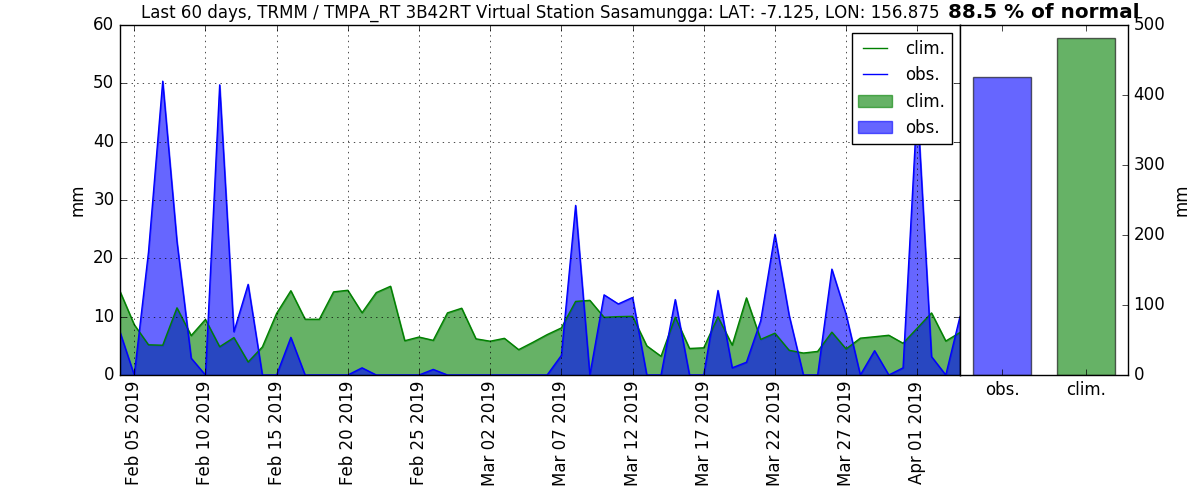 Last 60 days, TRMM / TMPA_RT 3B42RT Virtual Station Sasamungga: LAT: -7.125, LON: 156.875
88.5 % of normal
mm
60
50
40
30
20
10
0
clim.
obs.
clim.
obs.
Feb 05 2019
Feb 10 2019
Feb 15 2019
Feb 20 2019
Feb 25 2019
Mar 02 2019
Mar 07 2019
Mar 12 2019
Mar 17 2019
Mar 22 2019
Mar 27 2019
Apr 01 2019
500
400
300
200
100
0
mm
obs.
clim.